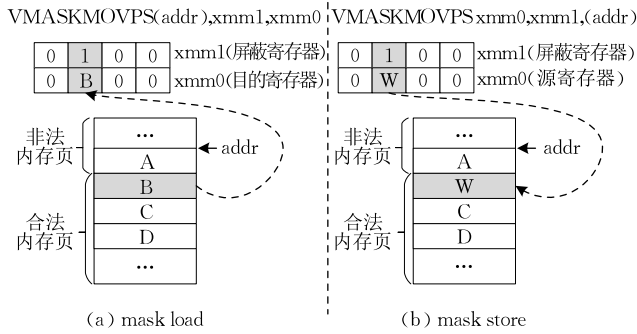 VMASKMOVPS(addr),xmm1,xmm0
0 1 0 0 xmm1(屏蔽寄存器)
0 B 0 0 xmm0(目的寄存器)
非法
内存页
...
A
addr
合法
内存页
B
C
D
...
(a) mask load
VMASKMOVPS xmm0,xmm1,(addr)
0 1 0 0 xmm1(屏蔽寄存器)
0 W 0 0 xmm0(源寄存器)
非法
内存页
...
A
addr
合法
内存页
W
C
D
...
(b) mask store